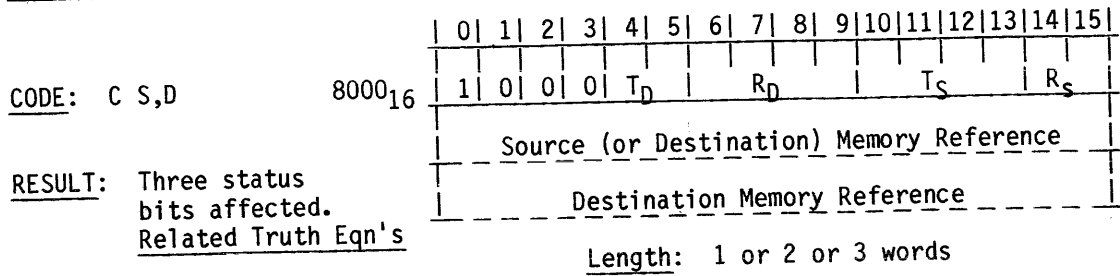 | 0| 1| 2| 3| 4| 5| 6| 7| 8| 9|10|11|12|13|14|15|
CODE: C S,D 8000₁₆ | 1| 0| 0| 0| T_D | R_D | T_S | R_S |
Source (or Destination) Memory Reference
RESULT: Three status
bits affected. Destination Memory Reference
Related Truth Eqn's
Length: 1 or 2 or 3 words